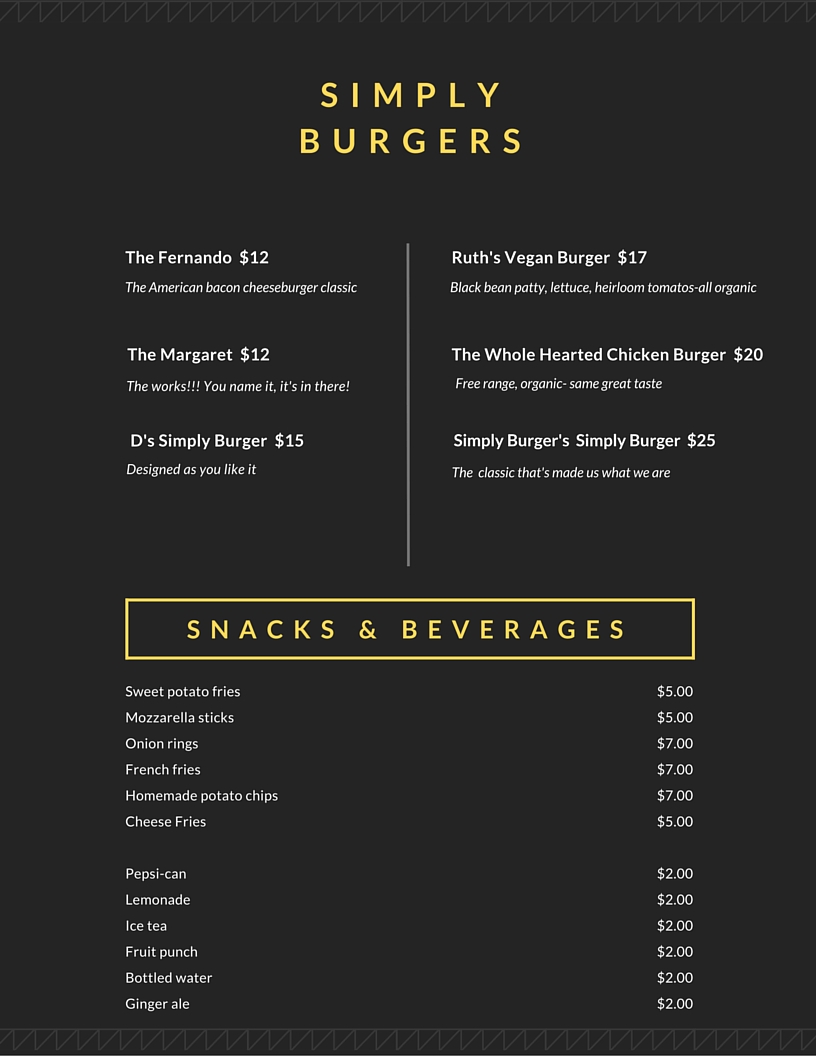 SIMPLY
BURGERS
The Fernando $12
The American bacon cheeseburger classic
The Margaret $12
The works!!! You name it, it's in there!
D's Simply Burger $15
Designed as you like it
Ruth's Vegan Burger $17
Black bean patty, lettuce, heirloom tomatos-all organic
The Whole Hearted Chicken Burger $20
Free range, organic- same great taste
Simply Burger's Simply Burger $25
The classic that's made us what we are
SNACKS & BEVERAGES
Sweet potato fries $5.00
Mozzarella sticks $5.00
Onion rings $7.00
French fries $7.00
Homemade potato chips $7.00
Cheese Fries $5.00
Pepsi-can $2.00
Lemonade $2.00
Ice tea $2.00
Fruit punch $2.00
Bottled water $2.00
Ginger ale $2.00